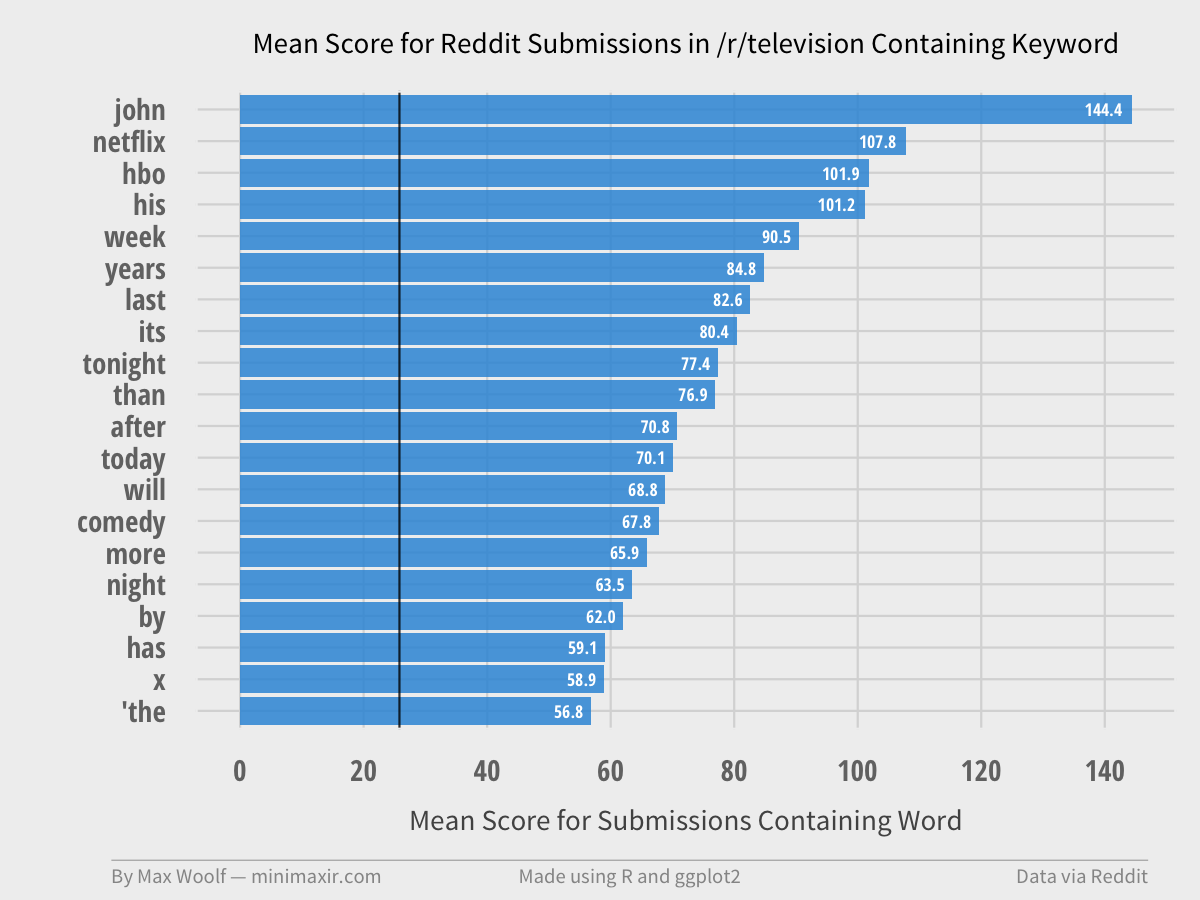 Mean Score for Reddit Submissions in /r/television Containing Keyword
john 144.4
netflix 107.8
hbo 101.9
his 101.2
week 90.5
years 84.8
last 82.6
its 80.4
tonight 77.4
than 76.9
after 70.8
today 70.1
will 68.8
comedy 67.8
more 65.9
night 63.5
by 62.0
has 59.1
x 58.9
'the 56.8
0 20 40 60 80 100 120 140
Mean Score for Submissions Containing Word
By Max Woolf — minimaxir.com Made using R and ggplot2 Data via Reddit